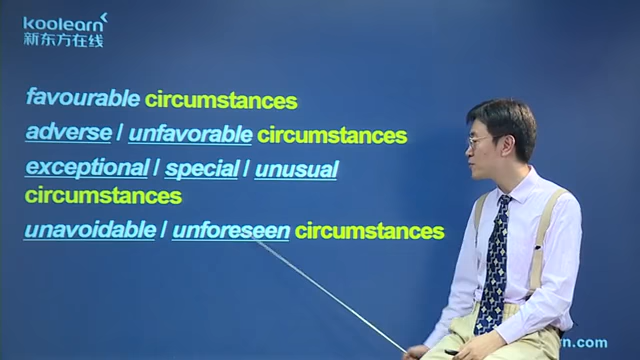 koolearn
新东方在线
favourable circumstances
adverse / unfavorable circumstances
exceptional / special / unusual
circumstances
unavoidable / unforeseen circumstances
rn.com